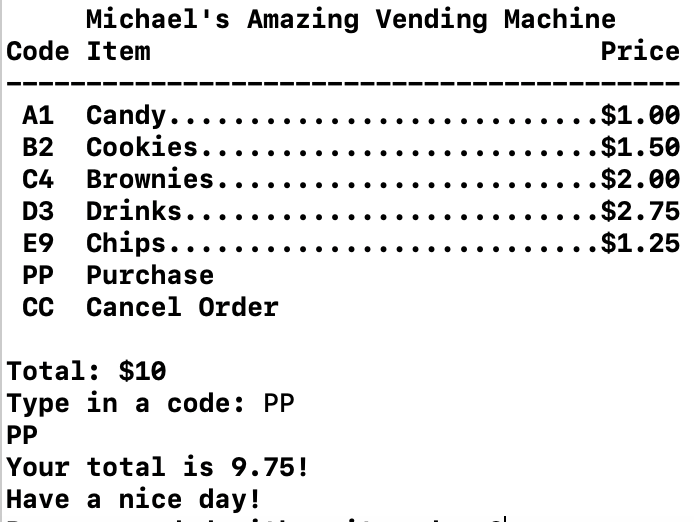 Michael's Amazing Vending Machine
Code Item Price
------------------------------------------
A1 Candy...........................$1.00
B2 Cookies.........................$1.50
C4 Brownies........................$2.00
D3 Drinks..........................$2.75
E9 Chips...........................$1.25
PP Purchase
CC Cancel Order
Total: $10
Type in a code: PP
PP
Your total is 9.75!
Have a nice day!